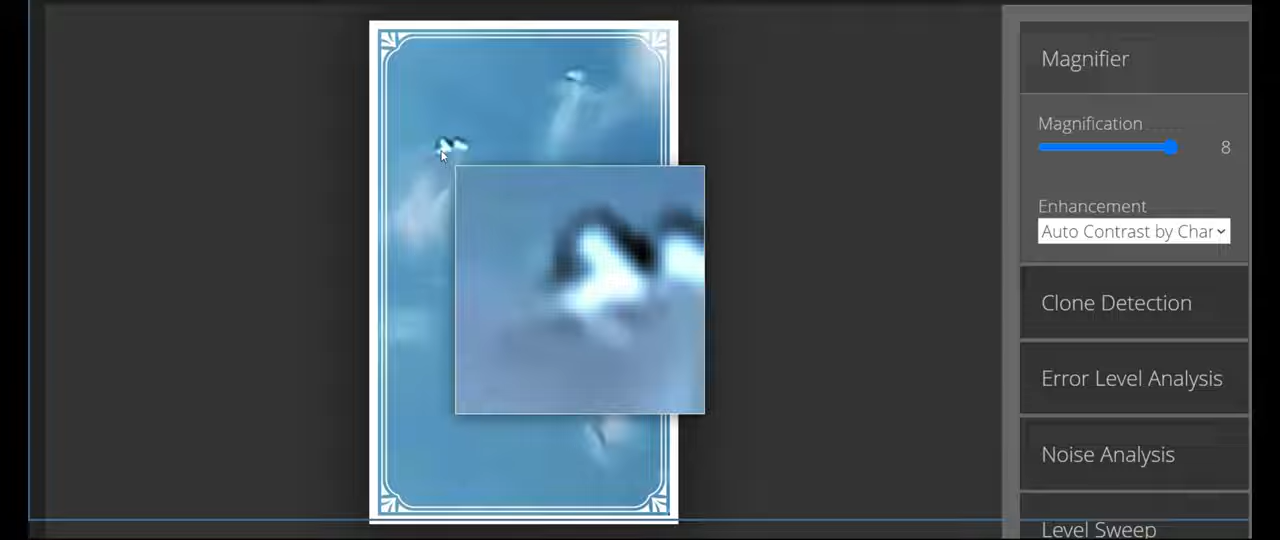 Magnifier
Magnification
8
Enhancement
Auto Contrast by Char
Clone Detection
Error Level Analysis
Noise Analysis
Level Sweep